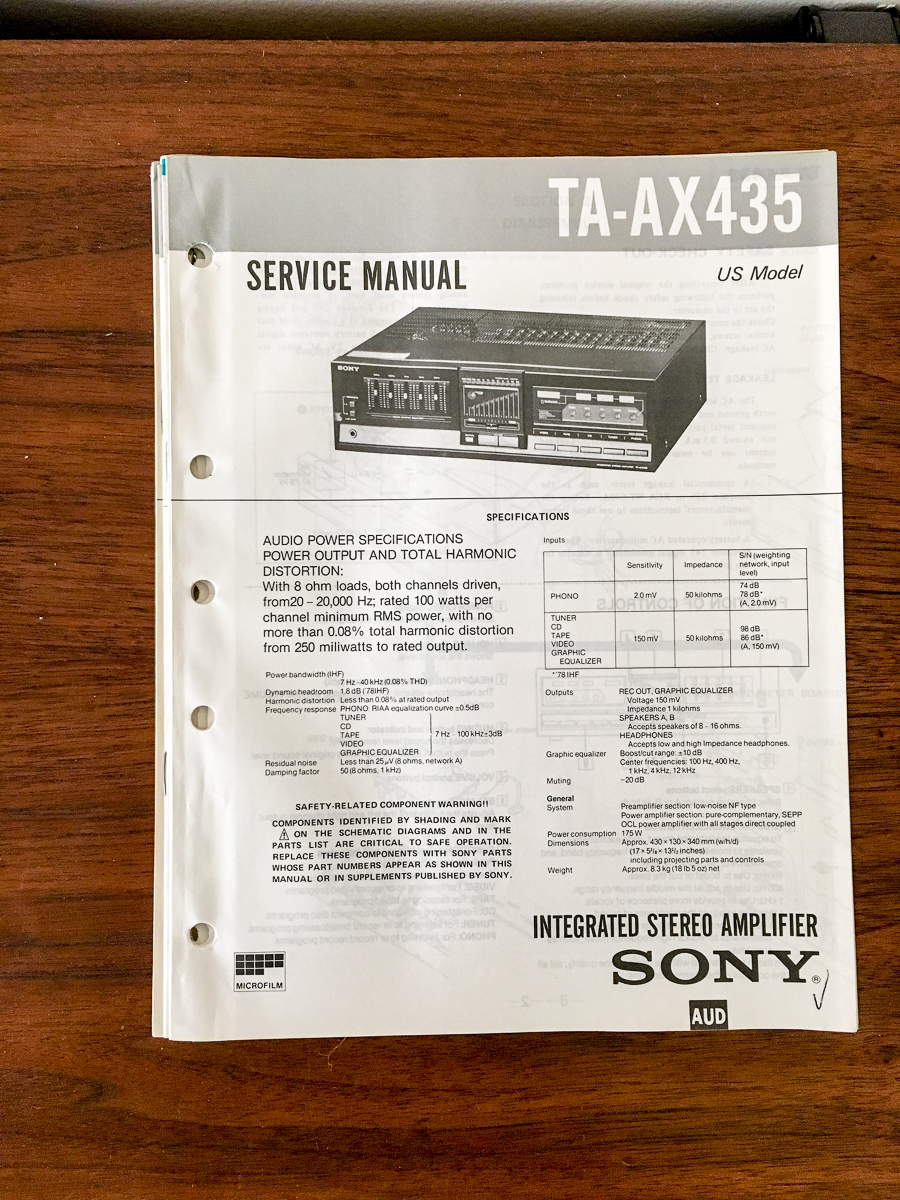 TA-AX435
SERVICE MANUAL
US Model
SONY
SPECIFICATIONS
AUDIO POWER SPECIFICATIONS
POWER OUTPUT AND TOTAL HARMONIC
DISTORTION:
With 8 ohm loads, both channels driven,
from20 – 20,000 Hz; rated 100 watts per
channel minimum RMS power, with no
more than 0.08% total harmonic distortion
from 250 miliwatts to rated output.
Power bandwidth (IHF)
7 Hz - 40 kHz (0.08% THD)
Dynamic headroom 1.8 dB ('78IHF)
Harmonic distortion Less than 0.08% at rated output
Frequency response PHONO: RIAA equalization curve ±0.5dB
TUNER
CD
TAPE 7 Hz - 100 kHz±3dB
VIDEO
GRAPHIC EQUALIZER
Residual noise Less than 25 μV (8 ohms, network A)
Damping factor 50 (8 ohms, 1 kHz)
SAFETY-RELATED COMPONENT WARNING!!
COMPONENTS IDENTIFIED BY SHADING AND MARK
⚠ ON THE SCHEMATIC DIAGRAMS AND IN THE
PARTS LIST ARE CRITICAL TO SAFE OPERATION.
REPLACE THESE COMPONENTS WITH SONY PARTS
WHOSE PART NUMBERS APPEAR AS SHOWN IN THIS
MANUAL OR IN SUPPLEMENTS PUBLISHED BY SONY.
Inputs
Sensitivity Impedance S/N (weighting network, input level)
PHONO 2.0 mV 50 kilohms 74 dB 78 dB* (A, 2.0 mV)
TUNER CD TAPE VIDEO GRAPHIC EQUALIZER 150 mV 50 kilohms 98 dB 86 dB* (A, 150 mV)
*'78 IHF
Outputs REC OUT, GRAPHIC EQUALIZER
Voltage 150 mV
Impedance 1 kilohms
SPEAKERS A, B
Accepts speakers of 8 - 16 ohms.
HEADPHONES
Accepts low and high Impedance headphones.
Graphic equalizer Boost/cut range: ±10 dB
Center frequencies: 100 Hz, 400 Hz,
1 kHz, 4 kHz, 12 kHz
Muting −20 dB
General
System Preamplifier section: low-noise NF type
Power amplifier section: pure-complementary, SEPP
OCL power amplifier with all stages direct coupled
Power consumption 175 W
Dimensions Approx. 430 × 130 × 340 mm (w/h/d)
(17 × 5 1/8 × 13 1/2 inches)
including projecting parts and controls
Weight Approx. 8.3 kg (18 lb 5 oz) net
INTEGRATED STEREO AMPLIFIER
SONY®
MICROFILM
AUD